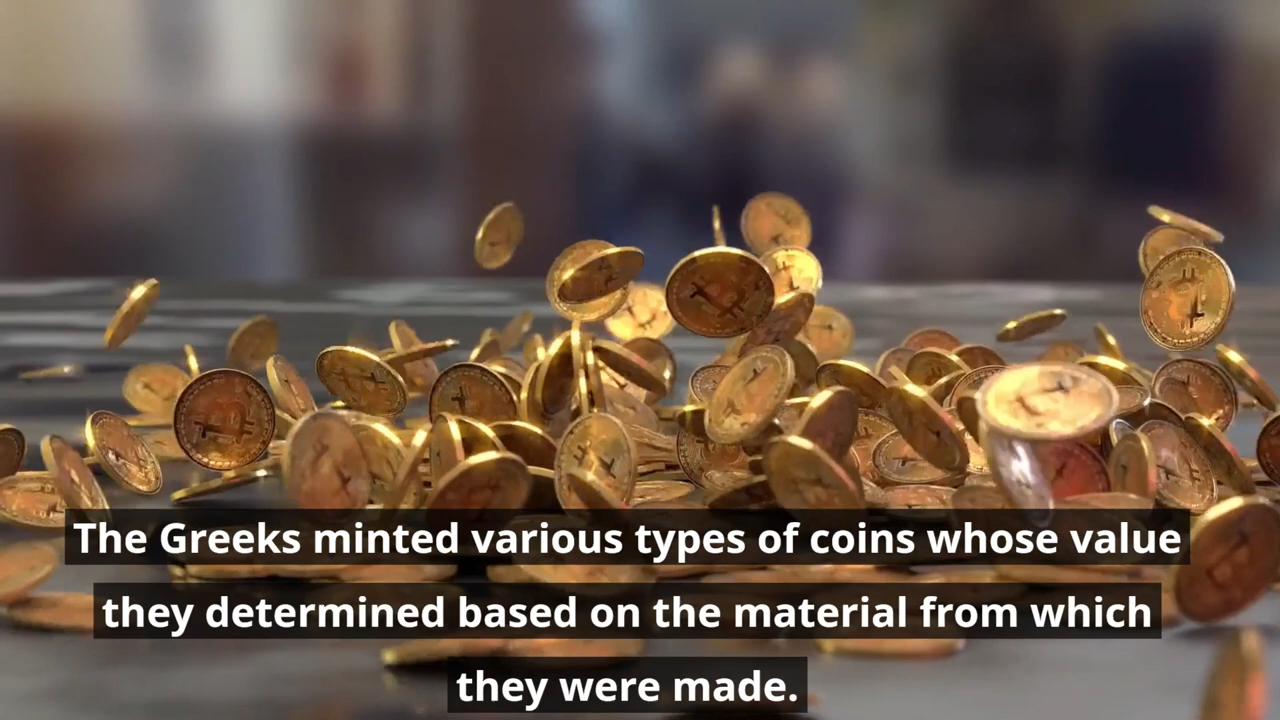 The Greeks minted various types of coins whose value
they determined based on the material from which
they were made.